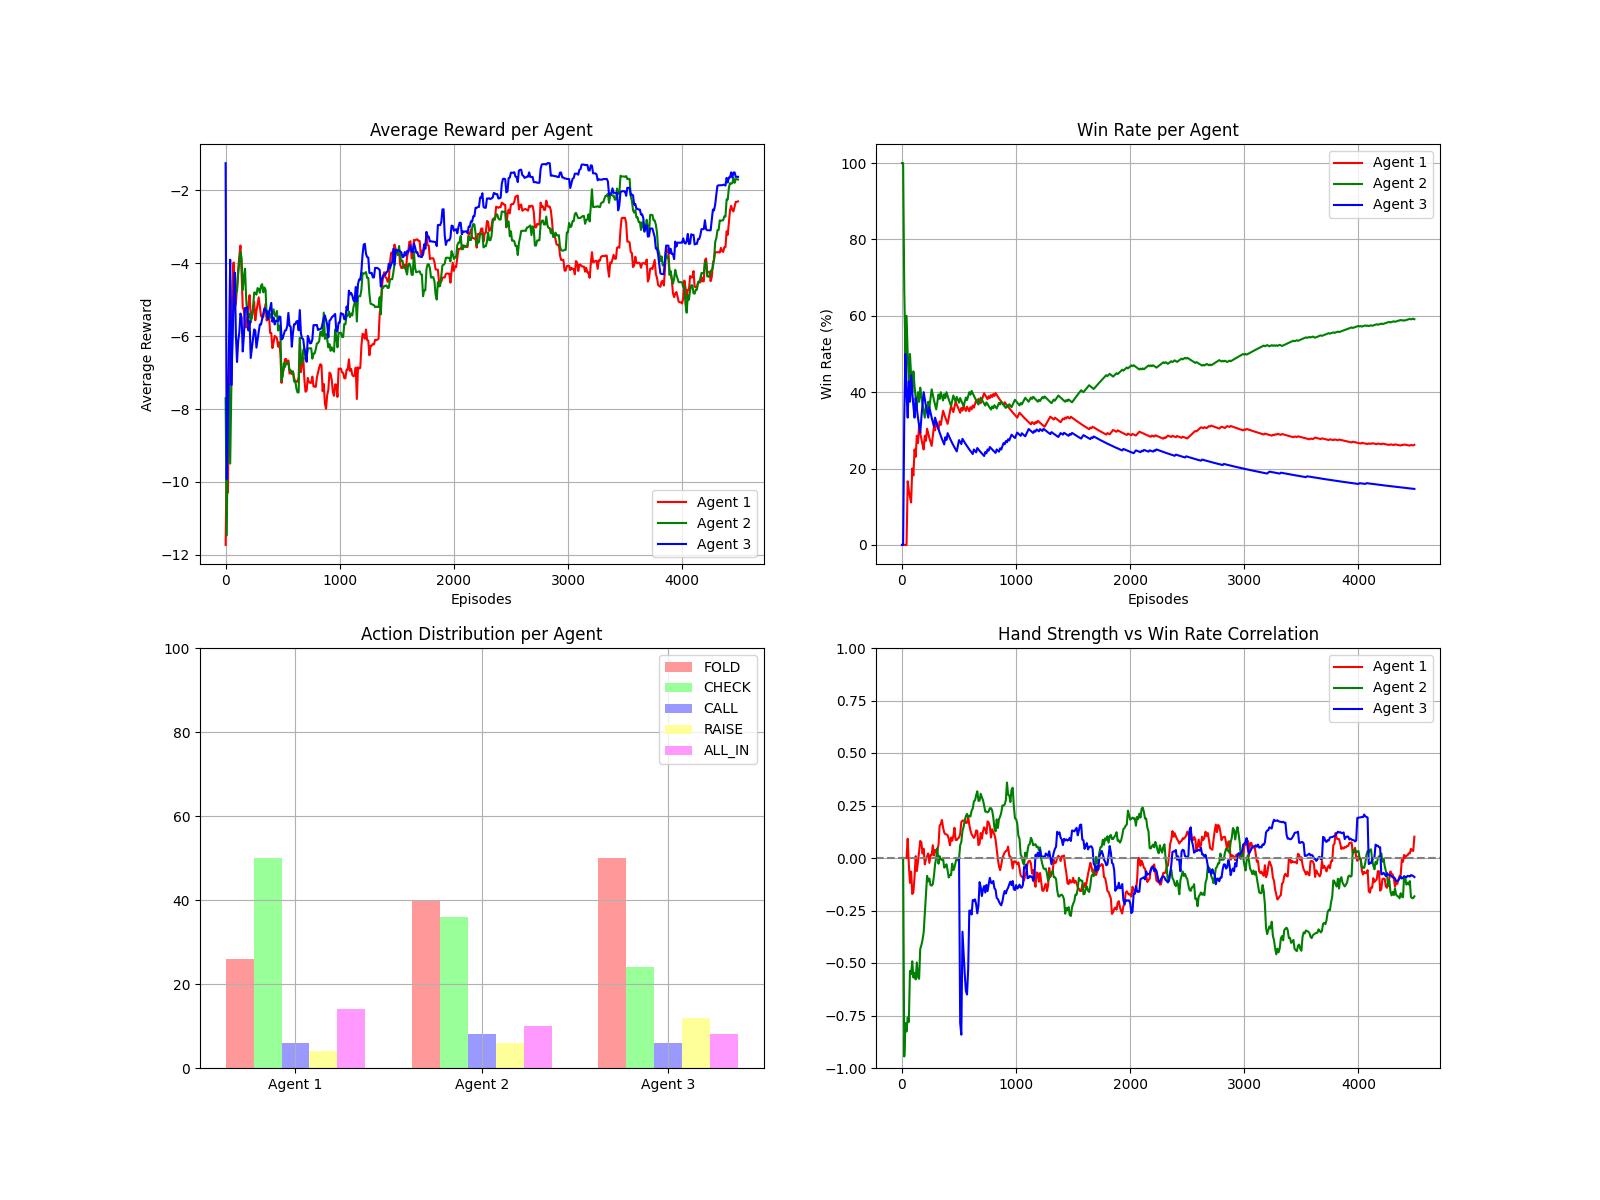 Average Reward per Agent
Average Reward
−2
−4
−6
−8
−10
−12
0 1000 2000 3000 4000
Episodes
Agent 1
Agent 2
Agent 3
Win Rate per Agent
Win Rate (%)
100
80
60
40
20
0
0 1000 2000 3000 4000
Episodes
Agent 1
Agent 2
Agent 3
Action Distribution per Agent
100
80
60
40
20
0
Agent 1 Agent 2 Agent 3
FOLD
CHECK
CALL
RAISE
ALL_IN
Hand Strength vs Win Rate Correlation
1.00
0.75
0.50
0.25
0.00
−0.25
−0.50
−0.75
−1.00
0 1000 2000 3000 4000
Agent 1
Agent 2
Agent 3